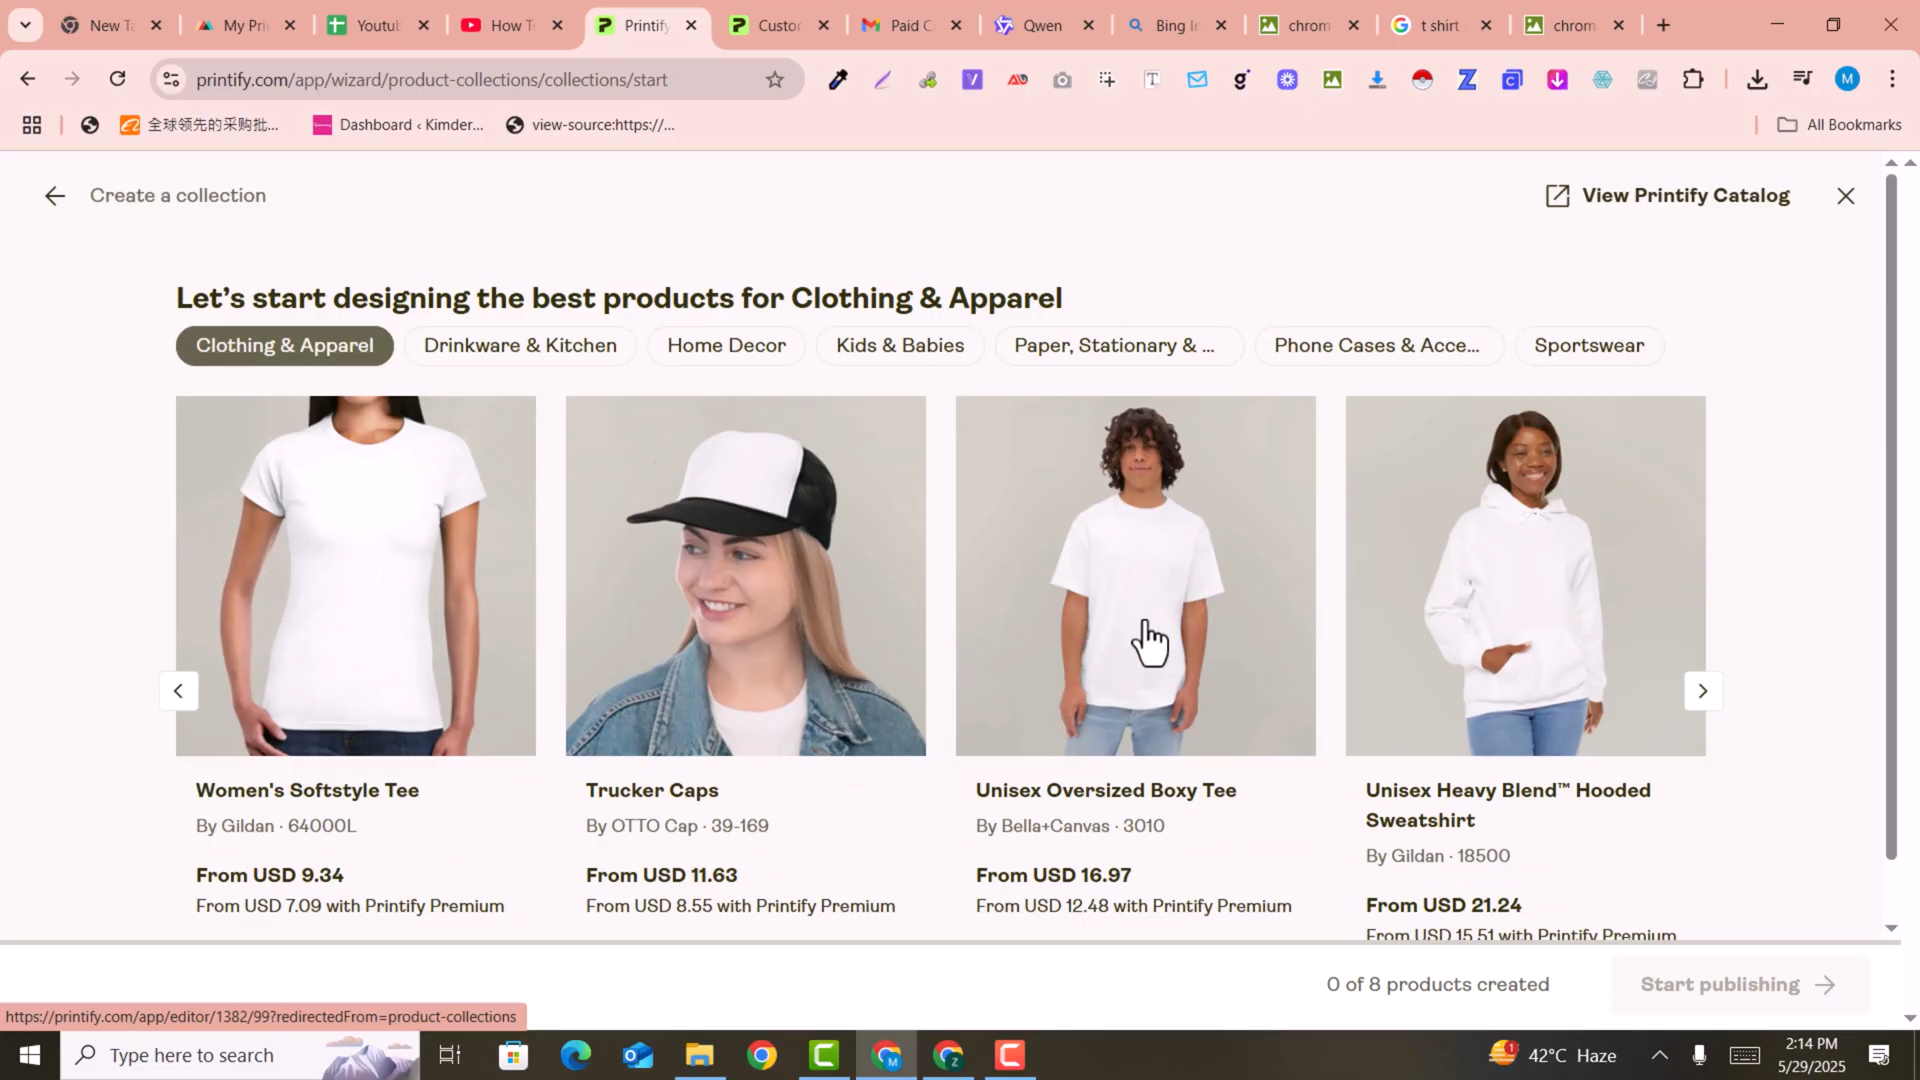 New Ta
My Pri
Youtub
How To
Printify
Custor
Paid C
Qwen
Bing Ir
chrom
t shirt
chrom
printify.com/app/wizard/product-collections/collections/start
全球领先的采购批...
Dashboard ‹ Kimder...
view-source:https://...
All Bookmarks
Create a collection
View Printify Catalog
Let's start designing the best products for Clothing & Apparel
Clothing & Apparel
Drinkware & Kitchen
Home Decor
Kids & Babies
Paper, Stationary & ...
Phone Cases & Acce...
Sportswear
Women's Softstyle Tee
By Gildan · 64000L
From USD 9.34
From USD 7.09 with Printify Premium
Trucker Caps
By OTTO Cap · 39-169
From USD 11.63
From USD 8.55 with Printify Premium
Unisex Oversized Boxy Tee
By Bella+Canvas · 3010
From USD 16.97
From USD 12.48 with Printify Premium
Unisex Heavy Blend™ Hooded
Sweatshirt
By Gildan · 18500
From USD 21.24
From USD 15.51 with Printify Premium
0 of 8 products created
Start publishing
https://printify.com/app/editor/1382/99?redirectedFrom=product-collections
Type here to search
42°C Haze
2:14 PM
5/29/2025